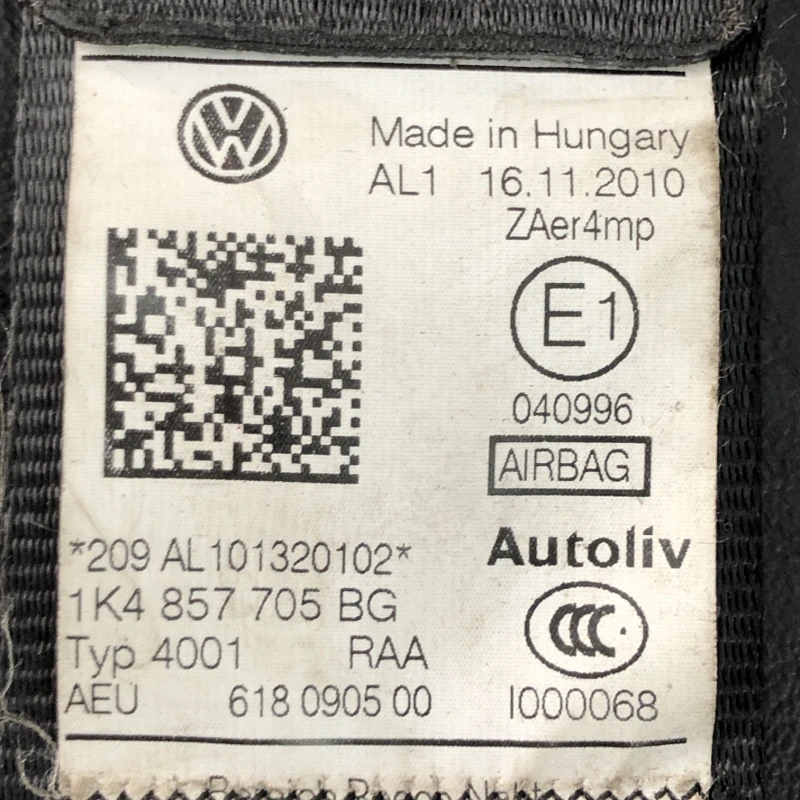 Made in Hungary
AL1 16.11.2010
ZAer4mp
E1
040996
AIRBAG
*209 AL101320102*
Autoliv
1K4 857 705 BG
CCC
Typ 4001 RAA
AEU 618 0905 00
I000068